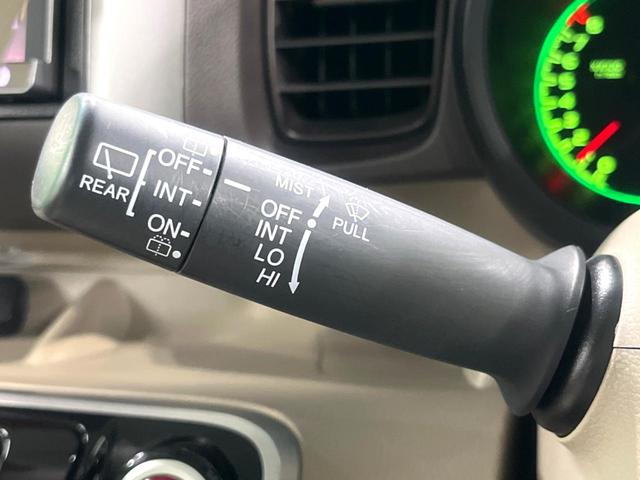 REAR
OFF
INT
ON
MIST
OFF
INT
LO
HI
PULL